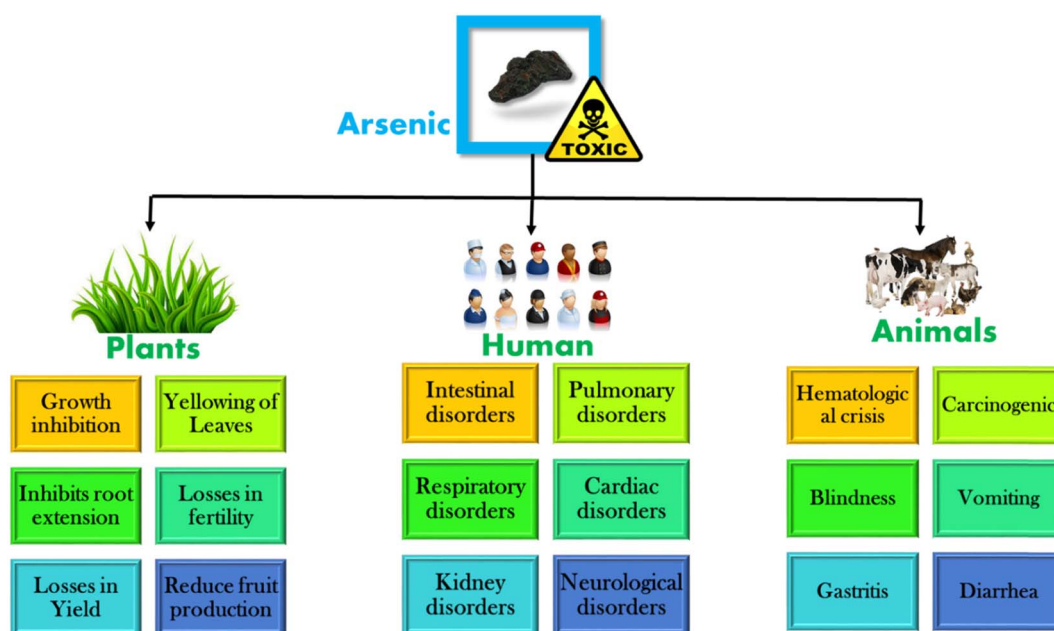 Arsenic
TOXIC
Plants
Growth
inhibition
Yellowing of
Leaves
Inhibits root
extension
Losses in
fertility
Losses in
Yield
Reduce fruit
production
Human
Intestinal
disorders
Pulmonary
disorders
Respiratory
disorders
Cardiac
disorders
Kidney
disorders
Neurological
disorders
Animals
Hematologic
al crisis
Carcinogenic
Blindness
Vomiting
Gastritis
Diarrhea